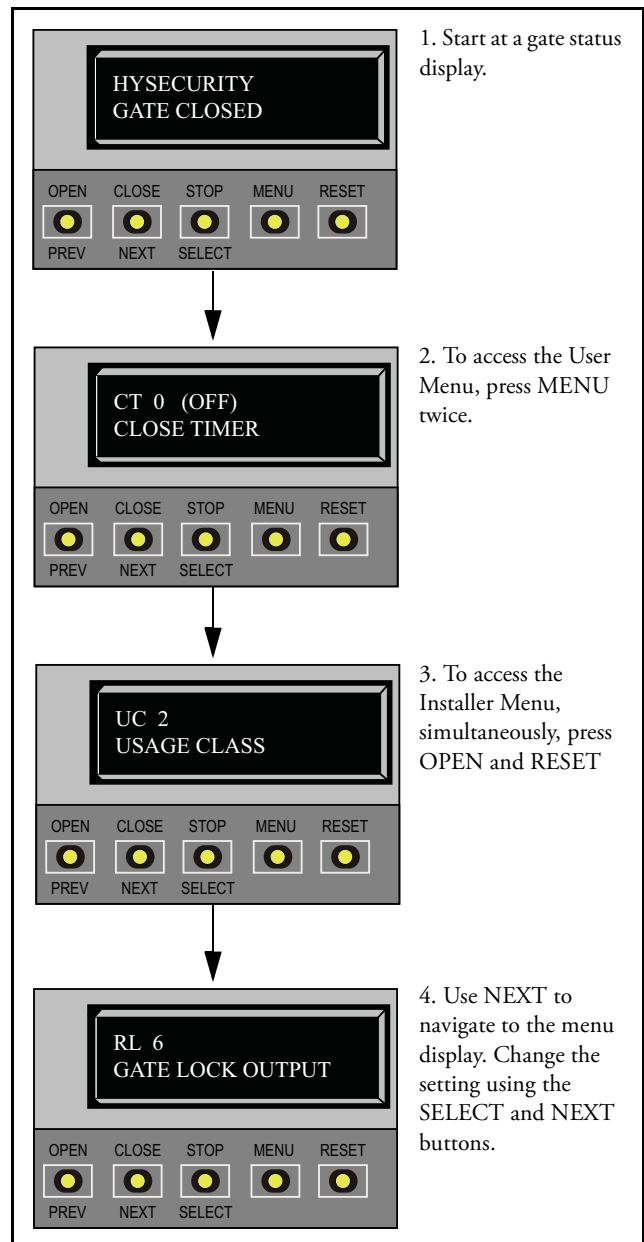 HYSECURITY
GATE CLOSED
OPEN CLOSE STOP MENU RESET
PREV NEXT SELECT
1. Start at a gate status
display.
CT 0 (OFF)
CLOSE TIMER
OPEN CLOSE STOP MENU RESET
PREV NEXT SELECT
2. To access the User
Menu, press MENU
twice.
UC 2
USAGE CLASS
OPEN CLOSE STOP MENU RESET
PREV NEXT SELECT
3. To access the
Installer Menu,
simultaneously, press
OPEN and RESET
RL 6
GATE LOCK OUTPUT
OPEN CLOSE STOP MENU RESET
PREV NEXT SELECT
4. Use NEXT to
navigate to the menu
display. Change the
setting using the
SELECT and NEXT
buttons.